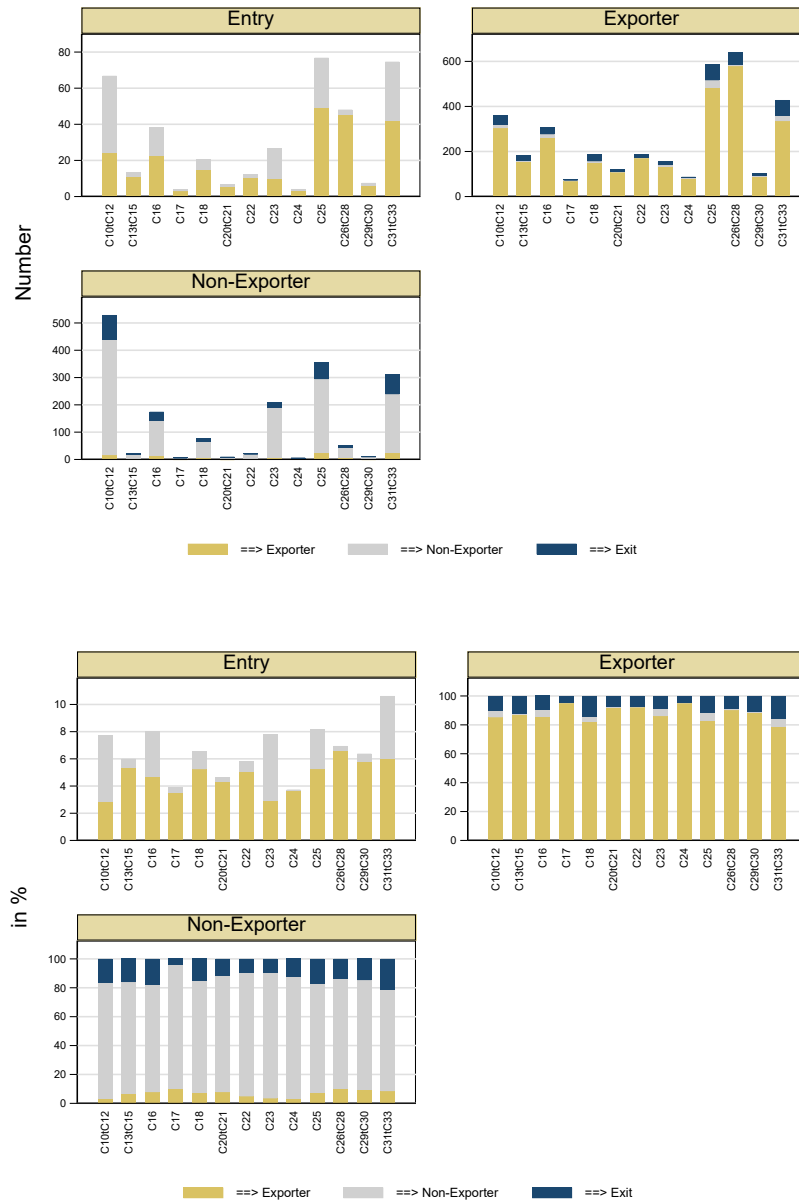 Entry
Exporter
80
60
40
20
0
C10tC12
C13tC15
C16
C17
C18
C20tC21
C22
C23
C24
C25
C26tC28
C29tC30
C31tC33
600
400
200
0
C10tC12
C13tC15
C16
C17
C18
C20tC21
C22
C23
C24
C25
C26tC28
C29tC30
C31tC33
Number
Non-Exporter
500
400
300
200
100
0
C10tC12
C13tC15
C16
C17
C18
C20tC21
C22
C23
C24
C25
C26tC28
C29tC30
C31tC33
==> Exporter ==> Non-Exporter ==> Exit
Entry
Exporter
10
8
6
4
2
0
C10tC12
C13tC15
C16
C17
C18
C20tC21
C22
C23
C24
C25
C26tC28
C29tC30
C31tC33
100
80
60
40
20
0
C10tC12
C13tC15
C16
C17
C18
C20tC21
C22
C23
C24
C25
C26tC28
C29tC30
C31tC33
in %
Non-Exporter
100
80
60
40
20
0
C10tC12
C13tC15
C16
C17
C18
C20tC21
C22
C23
C24
C25
C26tC28
C29tC30
C31tC33
==> Exporter ==> Non-Exporter ==> Exit